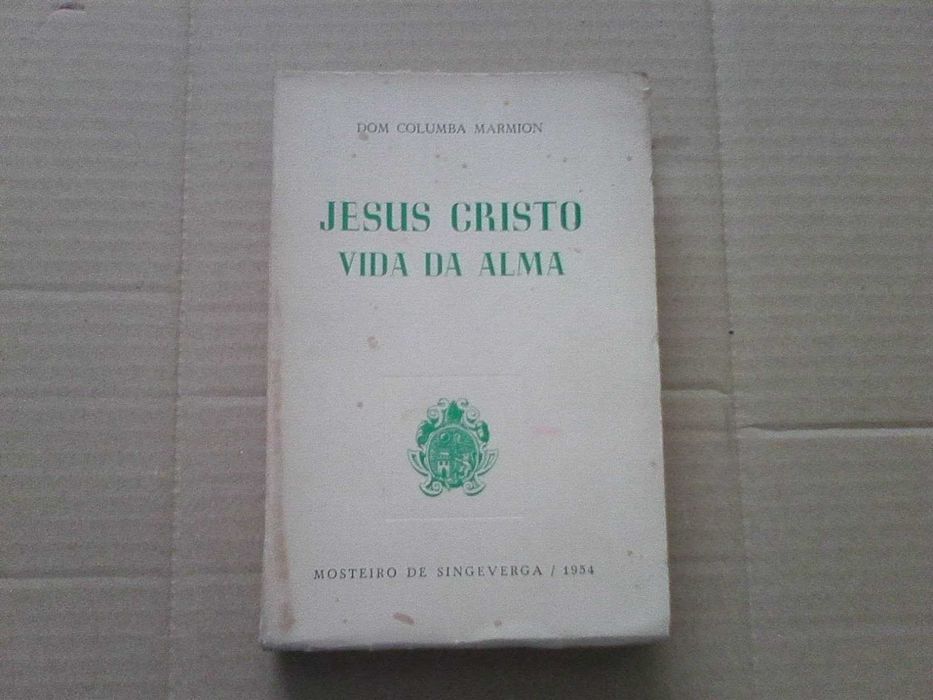 DOM COLUMBA MARMION
JESUS CRISTO
VIDA DA ALMA
MOSTEIRO DE SINGEVERGA / 1954